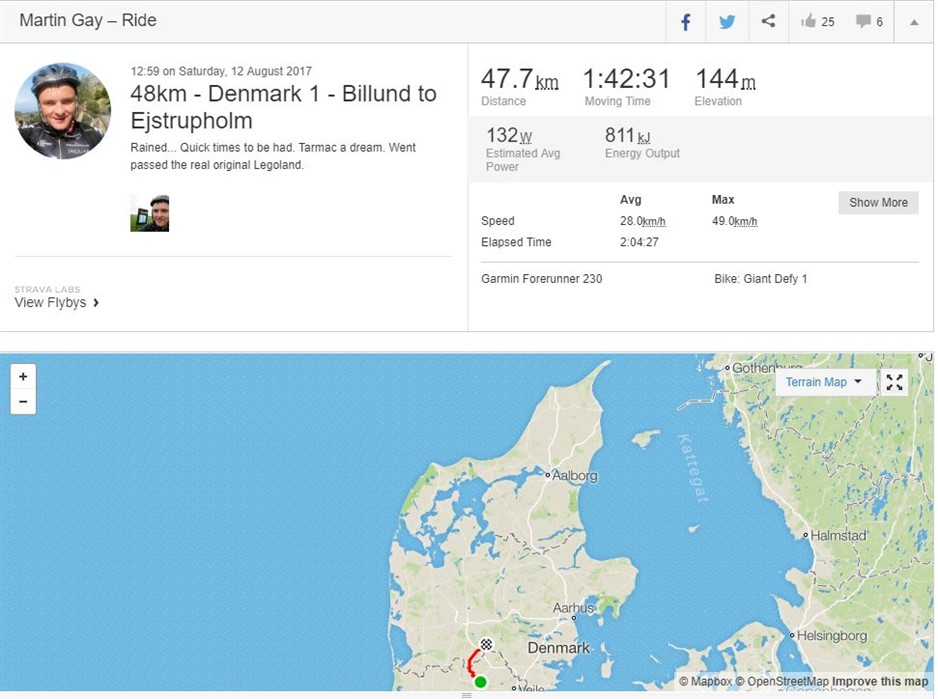 Martin Gay – Ride
25
6
12:59 on Saturday, 12 August 2017
48km - Denmark 1 - Billund to
Ejstrupholm
Rained... Quick times to be had. Tarmac a dream. Went
passed the real original Legoland.
STRAVA LABS
View Flybys
47.7km 1:42:31 144m
Distance Moving Time Elevation
132W 811kJ
Estimated Avg Energy Output
Power
Avg Max
Show More
Speed 28.0km/h 49.0km/h
Elapsed Time 2:04:27
Garmin Forerunner 230 Bike: Giant Defy 1
+
−
Gothenburg
Terrain Map
Kattegat
Aalborg
Halmstad
Aarhus
Helsingborg
Denmark
Vejle
© Mapbox © OpenStreetMap Improve this map